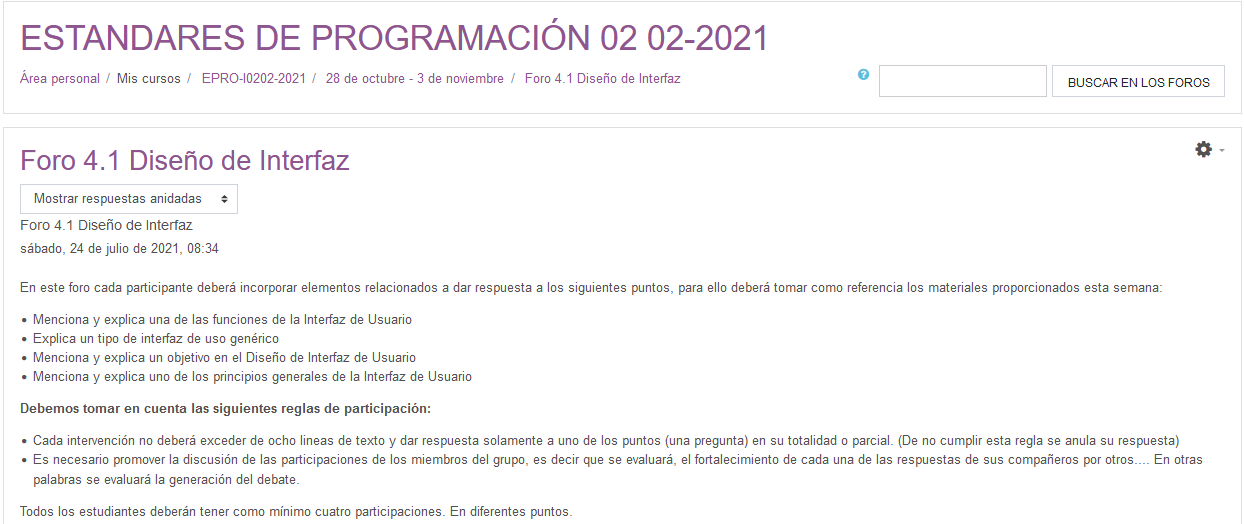 ESTANDARES DE PROGRAMACIÓN 02 02-2021
Área personal / Mis cursos / EPRO-I0202-2021 / 28 de octubre - 3 de noviembre / Foro 4.1 Diseño de Interfaz
BUSCAR EN LOS FOROS
Foro 4.1 Diseño de Interfaz
Mostrar respuestas anidadas
Foro 4.1 Diseño de Interfaz
sábado, 24 de julio de 2021, 08:34
En este foro cada participante deberá incorporar elementos relacionados a dar respuesta a los siguientes puntos, para ello deberá tomar como referencia los materiales proporcionados esta semana:
• Menciona y explica una de las funciones de la Interfaz de Usuario
• Explica un tipo de interfaz de uso genérico
• Menciona y explica un objetivo en el Diseño de Interfaz de Usuario
• Menciona y explica uno de los principios generales de la Interfaz de Usuario
Debemos tomar en cuenta las siguientes reglas de participación:
• Cada intervención no deberá exceder de ocho lineas de texto y dar respuesta solamente a uno de los puntos (una pregunta) en su totalidad o parcial. (De no cumplir esta regla se anula su respuesta)
• Es necesario promover la discusión de las participaciones de los miembros del grupo, es decir que se evaluará, el fortalecimiento de cada una de las respuestas de sus compañeros por otros.... En otras
palabras se evaluará la generación del debate.
Todos los estudiantes deberán tener como mínimo cuatro participaciones. En diferentes puntos.